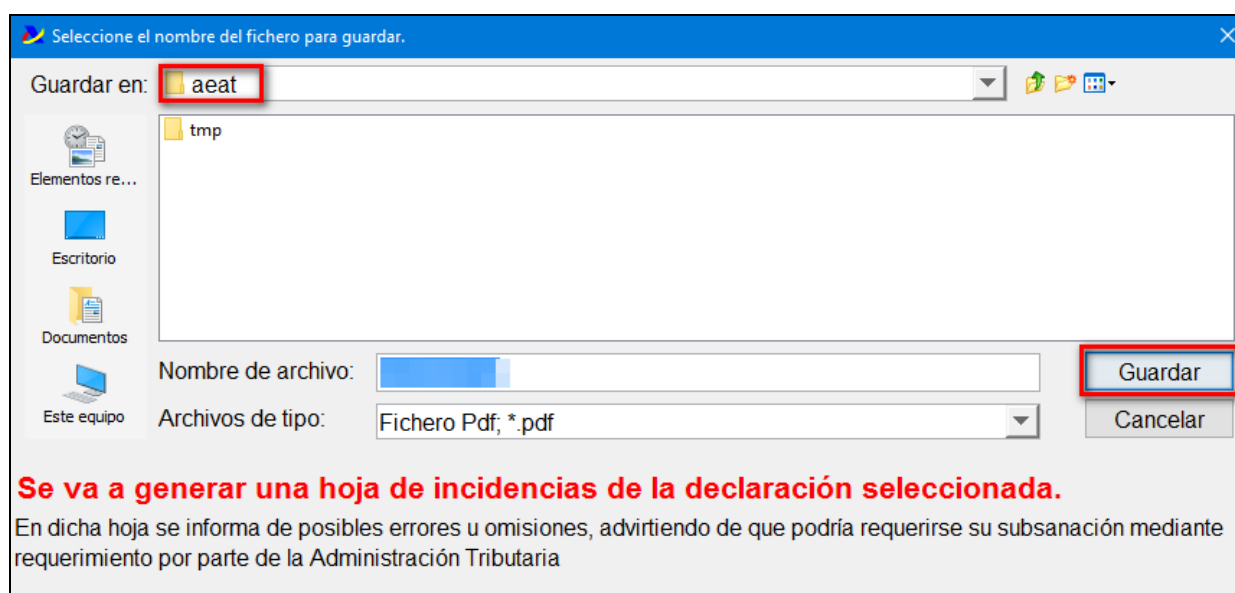 Seleccione el nombre del fichero para guardar.
Guardar en: aeat
tmp
Elementos re...
Escritorio
Documentos
Este equipo
Nombre de archivo:
Guardar
Archivos de tipo: Fichero Pdf; *.pdf
Cancelar
Se va a generar una hoja de incidencias de la declaración seleccionada.
En dicha hoja se informa de posibles errores u omisiones, advirtiendo de que podría requerirse su subsanación mediante
requerimiento por parte de la Administración Tributaria